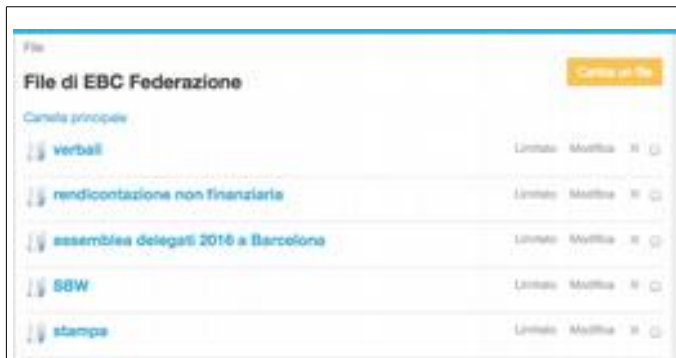 File
File di EBC Federazione
Carica un file
Cartella principale
verbali Limitato Modifica X
rendicontazione non finanziaria Limitato Modifica X
assemblea delegati 2016 a Barcelona Limitato Modifica X
SBW Limitato Modifica X
stampa Limitato Modifica X